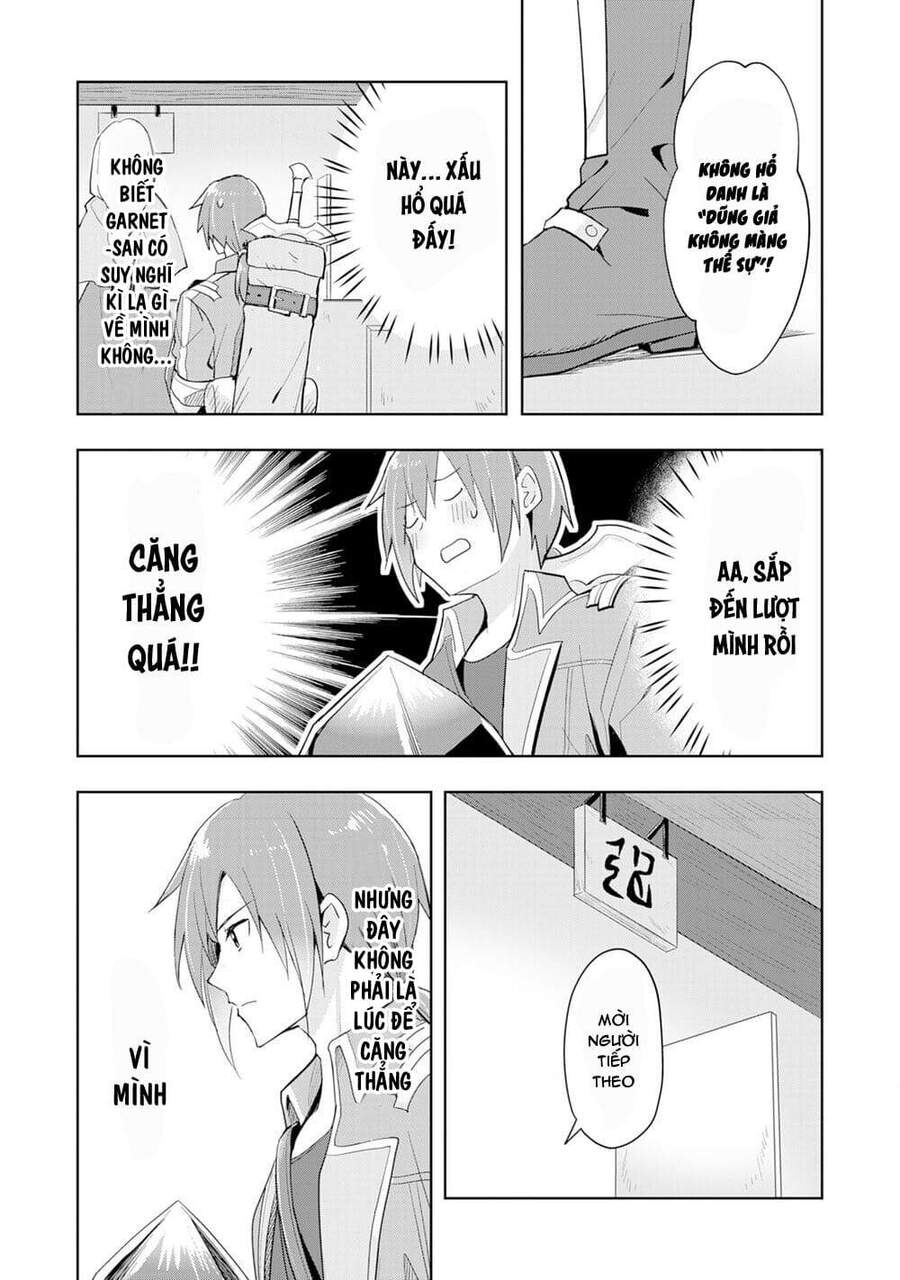 KHÔNG HỔ
DANH LÀ
"DŨNG GIẢ
KHÔNG MÀNG
THẾ SỰ"!
NÀY... XẤU
HỔ QUÁ
ĐẤY!
KHÔNG
BIẾT
GARNET
-SAN CÓ
SUY NGHĨ
KÌ LẠ GÌ
VỀ MÌNH
KHÔNG...
AA, SẮP
ĐẾN LƯỢT
MÌNH RỒI
CĂNG
THẲNG
QUÁ!!
MỜI
NGƯỜI
TIẾP
THEO
NHƯNG
ĐÂY
KHÔNG
PHẢI LÀ
LÚC ĐỂ
CĂNG
THẲNG
VÌ
MÌNH